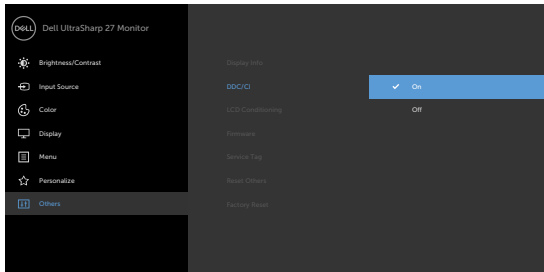 DELL
Dell UltraSharp 27 Monitor
Brightness/Contrast
Input Source
Color
Display
Menu
Personalize
Others
Display Info
DDC/CI
LCD Conditioning
Firmware
Service Tag
Reset Others
Factory Reset
On
Off